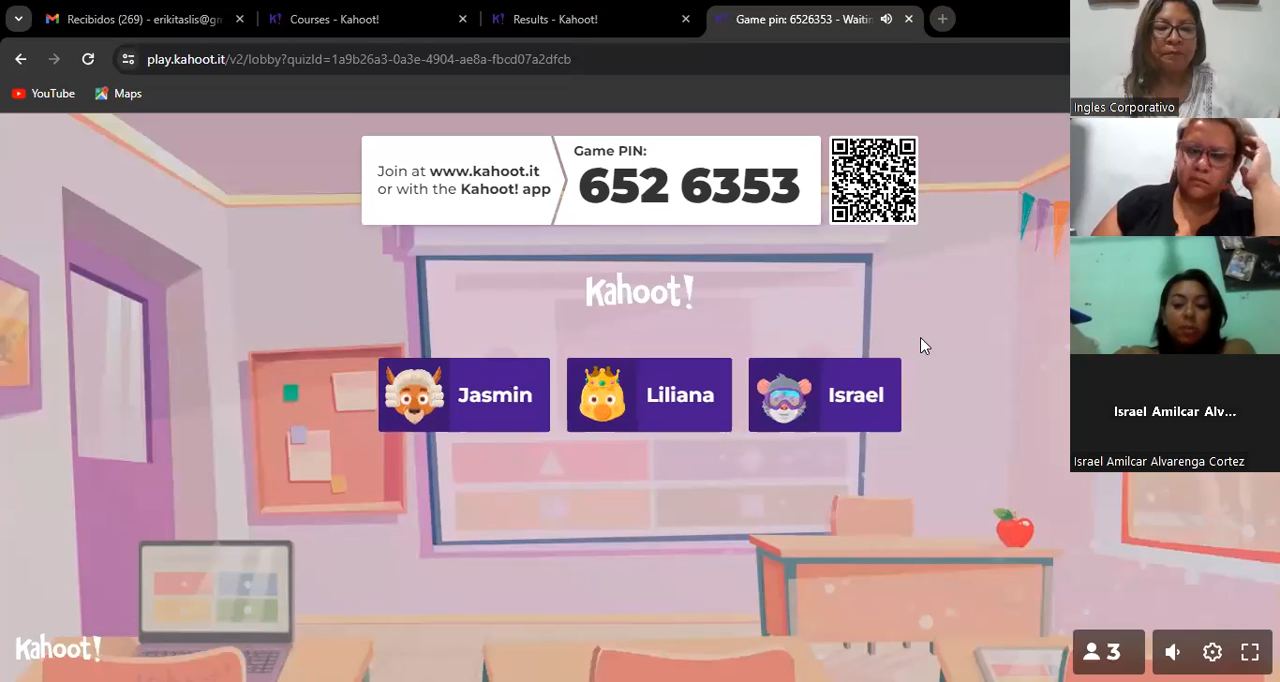 Recibidos (269) - erikitaslis@gm
Courses - Kahoot!
Results - Kahoot!
Game pin: 6526353 - Waitin
play.kahoot.it/v2/lobby?quizId=1a9b26a3-0a3e-4904-ae8a-fbcd07a2dfcb
YouTube
Maps
Join at www.kahoot.it
or with the Kahoot! app
Game PIN:
652 6353
Kahoot!
Jasmin
Liliana
Israel
Kahoot!
3
Ingles Corporativo
Israel Amilcar Alv...
Israel Amilcar Alvarenga Cortez